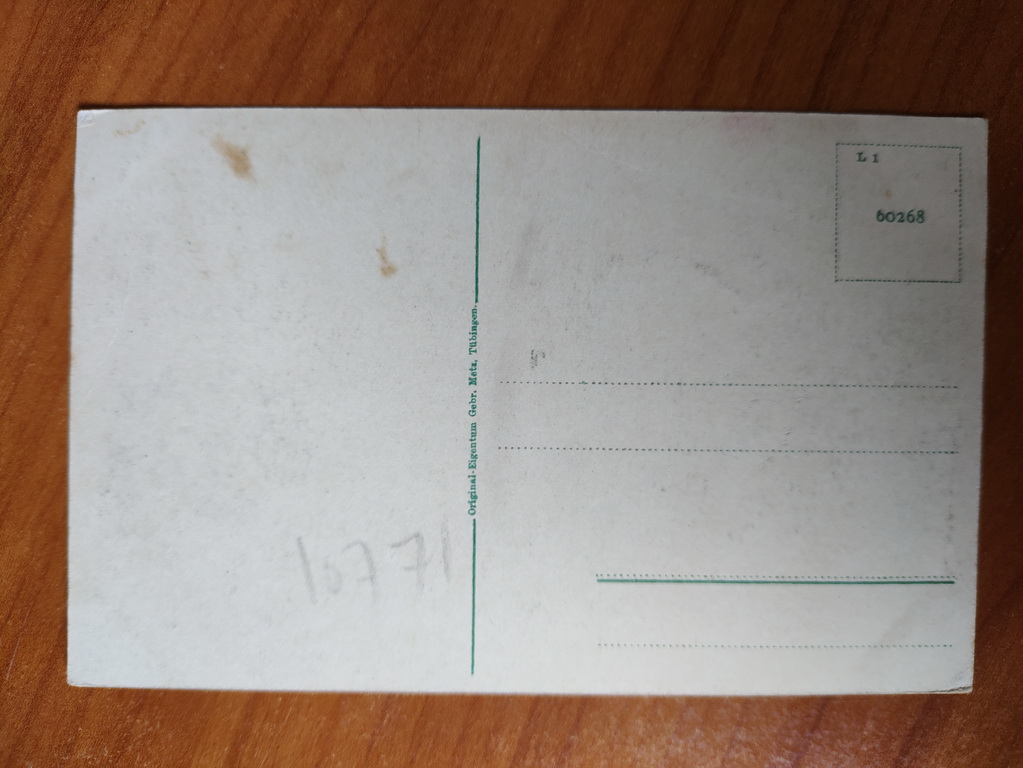 L 1
60268
Original-Eigentum Gebr. Metz, Tübingen.
10771